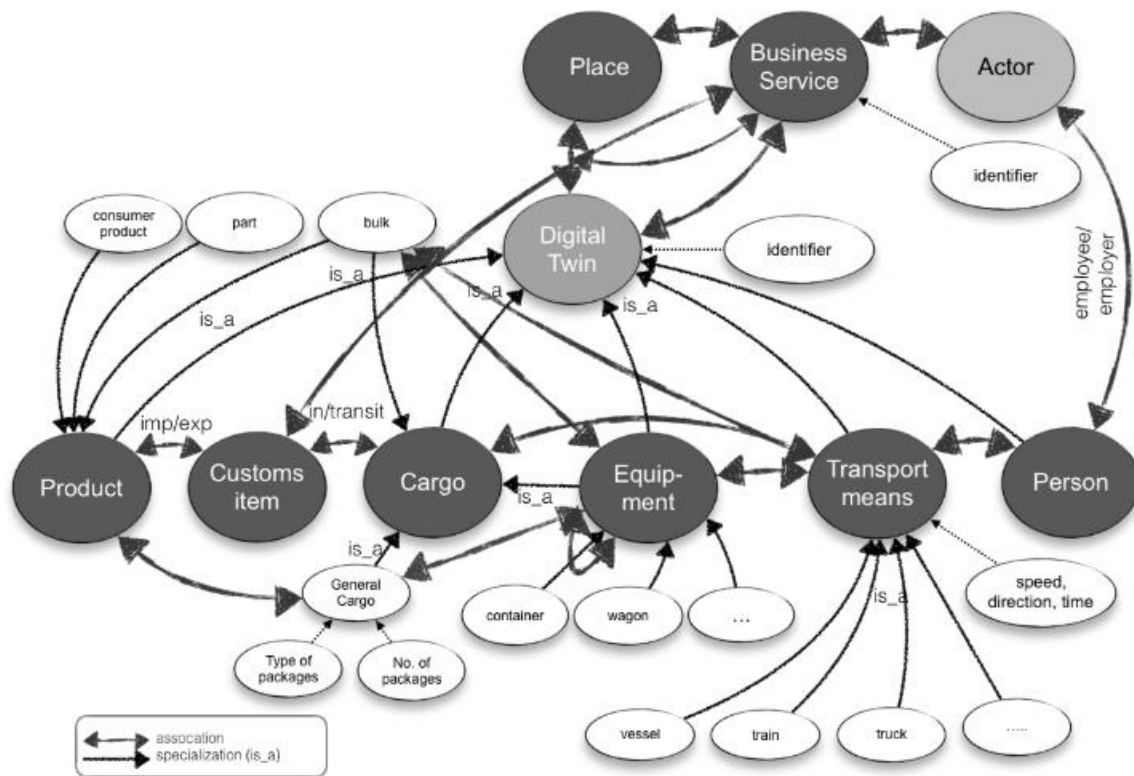 Place
Business
Service
Actor
identifier
consumer
product
part
bulk
Digital
Twin
identifier
employee/
employer
is_a
is_a
is_a
is_a
imp/exp
in/transit
Product
Customs
item
Cargo
Equip-
ment
Transport
means
Person
is_a
is_a
General
Cargo
container
wagon
...
is_a
speed,
direction, time
Type of
packages
No. of
packages
vessel
train
truck
.....
assocation
specialization (is_a)